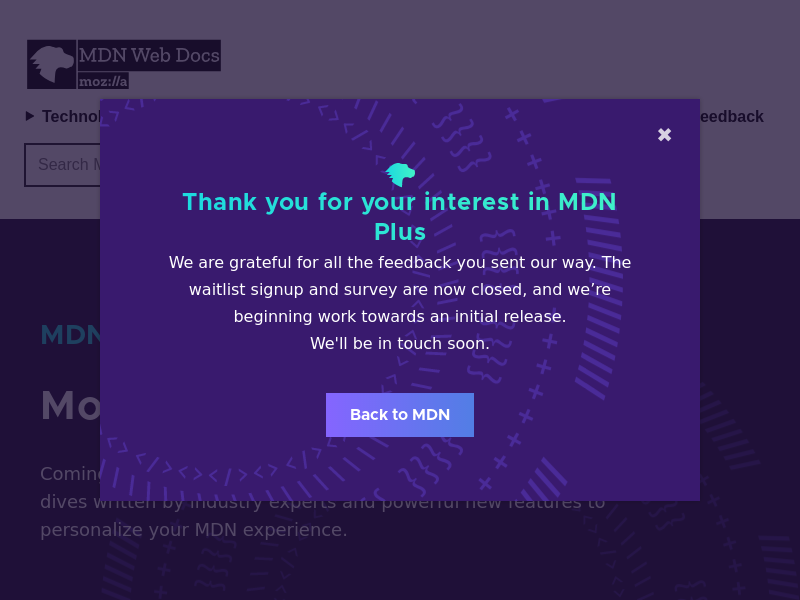 MDN Web Docs
moz://a
Technol
eedback
Search M
✖
Thank you for your interest in MDN
Plus
We are grateful for all the feedback you sent our way. The
waitlist signup and survey are now closed, and we’re
beginning work towards an initial release.
We'll be in touch soon.
Back to MDN
MDN
Mo
Coming
dives written by industry experts and powerful new features to
personalize your MDN experience.